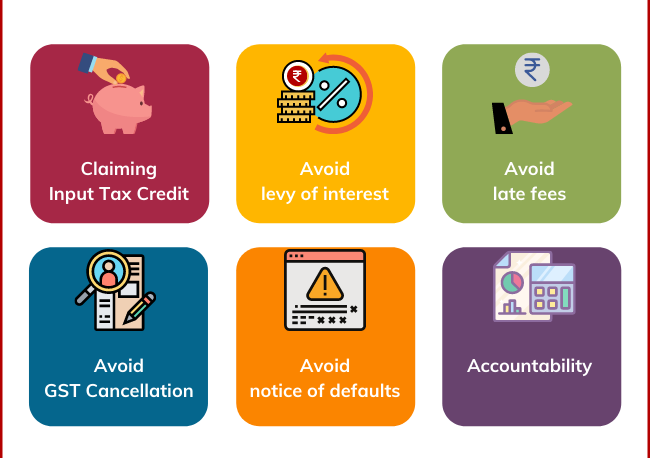 ₹
₹
Claiming
Input Tax Credit
Avoid
levy of interest
Avoid
late fees
Avoid
GST Cancellation
Avoid
notice of defaults
Accountability